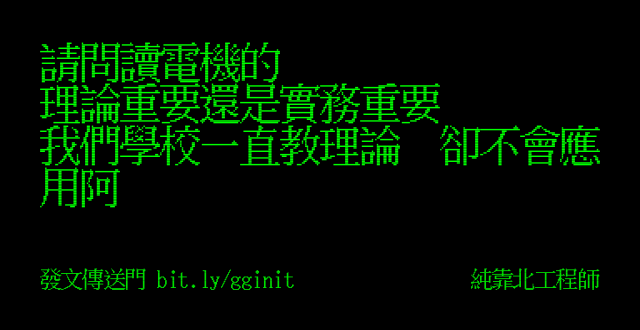 請問讀電機的
理論重要還是實務重要
我們學校一直教理論　卻不會應
用阿
發文傳送門 bit.ly/gginit
純靠北工程師